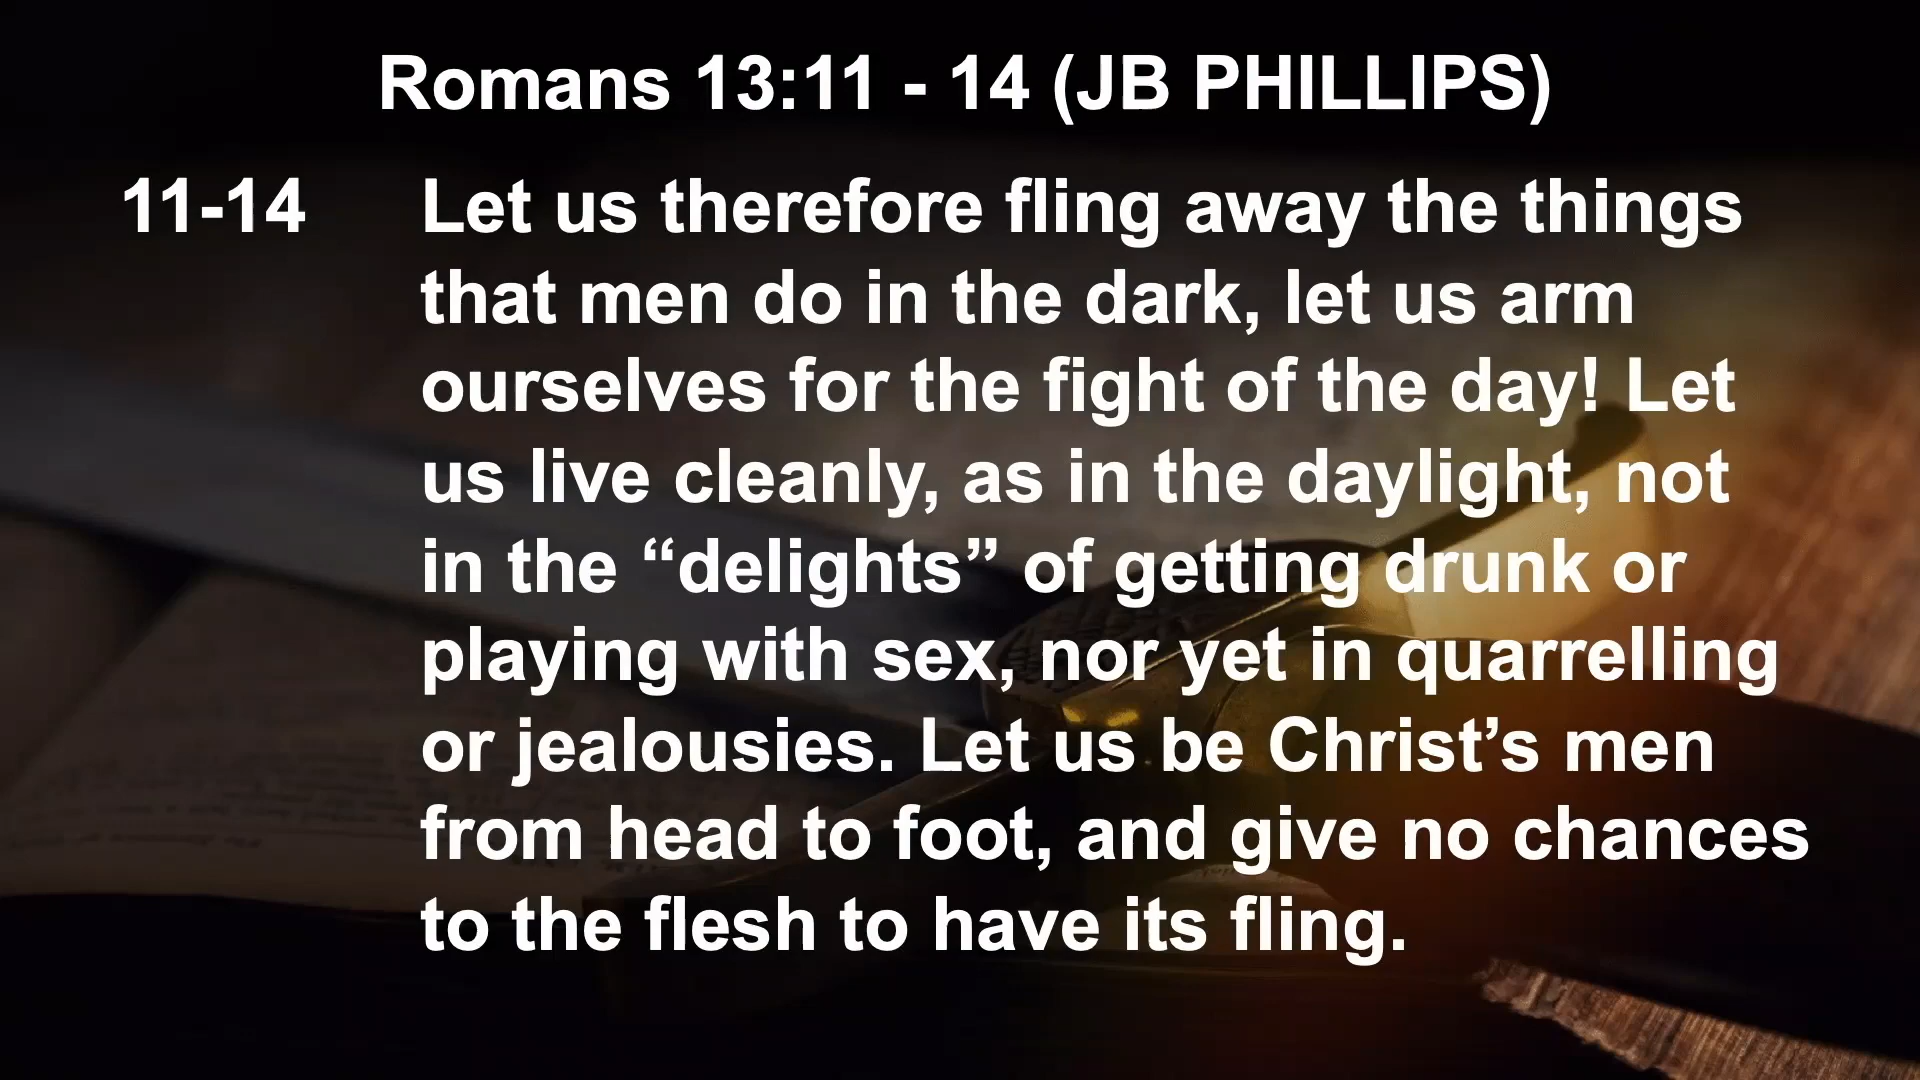 Romans 13:11 - 14 (JB PHILLIPS)
11-14 Let us therefore fling away the things
that men do in the dark, let us arm
ourselves for the fight of the day! Let
us live cleanly, as in the daylight, not
in the “delights” of getting drunk or
playing with sex, nor yet in quarrelling
or jealousies. Let us be Christ’s men
from head to foot, and give no chances
to the flesh to have its fling.